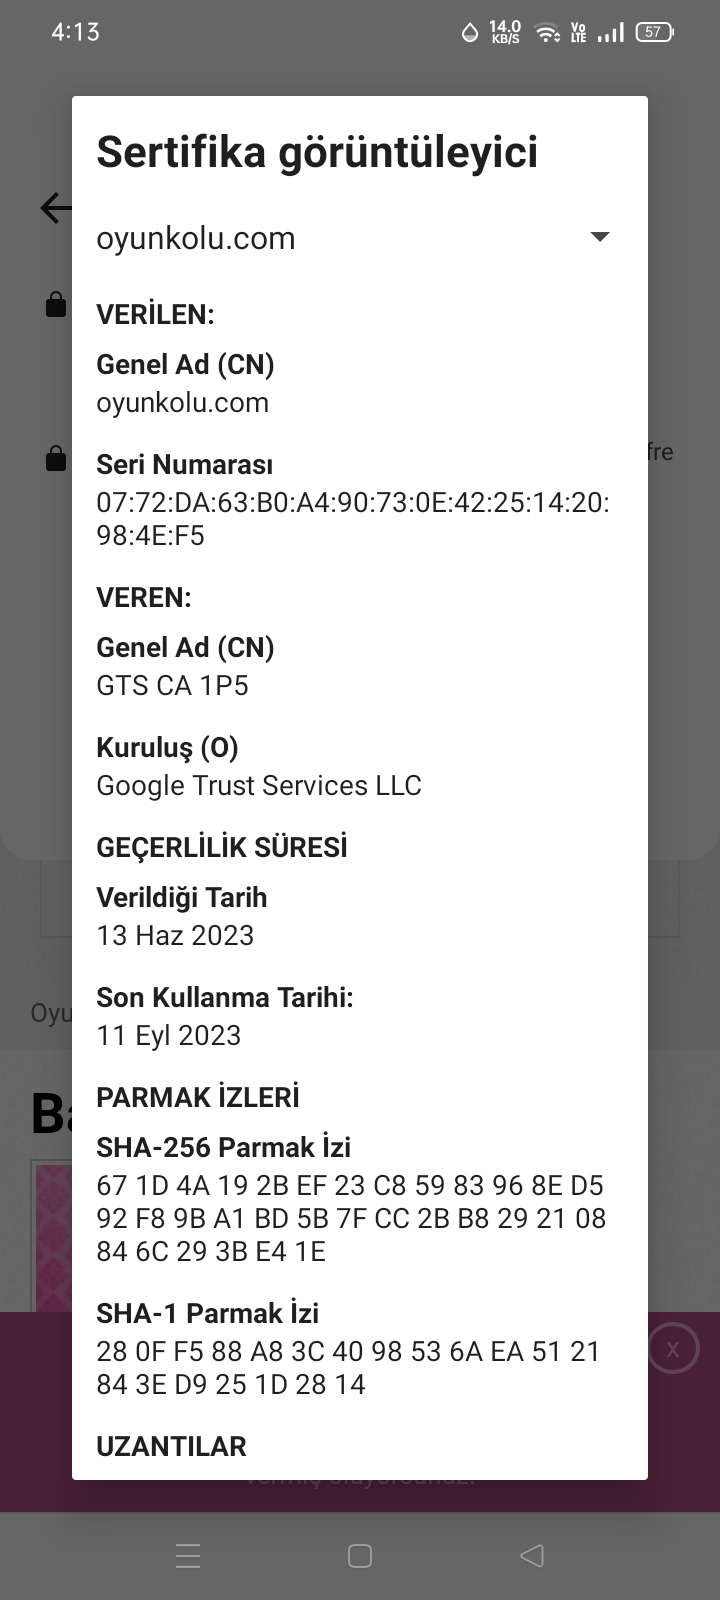 4:13
14.0
KB/S
Vo
LTE
57
Sertifika görüntüleyici
oyunkolu.com
VERİLEN:
Genel Ad (CN)
oyunkolu.com
Seri Numarası
07:72:DA:63:B0:A4:90:73:0E:42:25:14:20:
98:4E:F5
fre
VEREN:
Genel Ad (CN)
GTS CA 1P5
Kuruluş (O)
Google Trust Services LLC
GEÇERLİLİK SÜRESİ
Verildiği Tarih
13 Haz 2023
Son Kullanma Tarihi:
11 Eyl 2023
Oyu
PARMAK İZLERİ
Ba
SHA-256 Parmak İzi
67 1D 4A 19 2B EF 23 C8 59 83 96 8E D5
92 F8 9B A1 BD 5B 7F CC 2B B8 29 21 08
84 6C 29 3B E4 1E
SHA-1 Parmak İzi
28 0F F5 88 A8 3C 40 98 53 6A EA 51 21
84 3E D9 25 1D 28 14
X
UZANTILAR